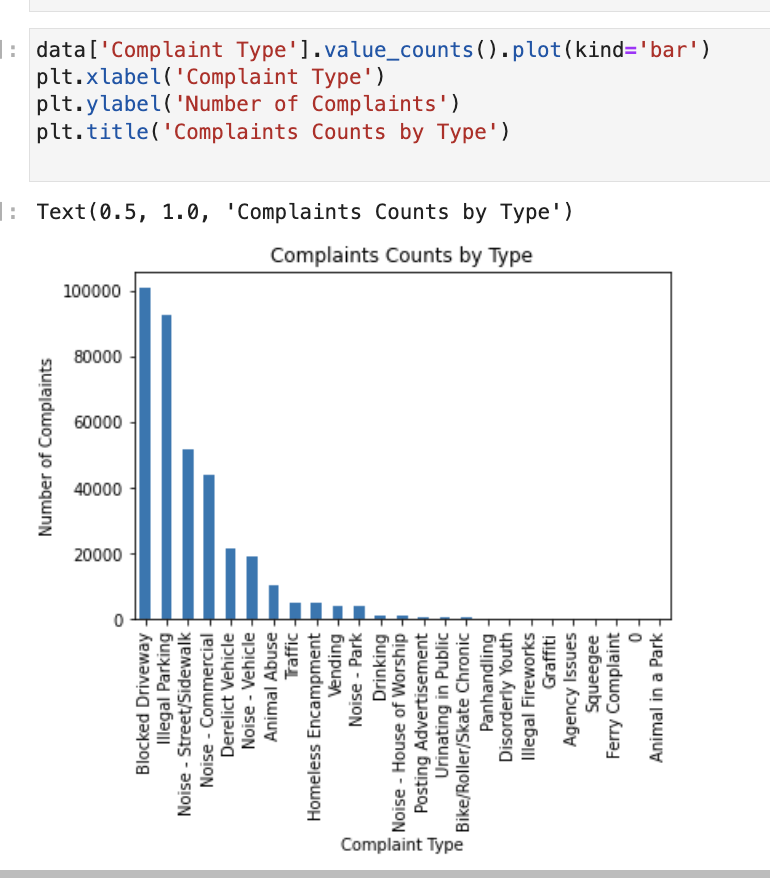 ]: data['Complaint Type'].value_counts().plot(kind='bar')
plt.xlabel('Complaint Type')
plt.ylabel('Number of Complaints')
plt.title('Complaints Counts by Type')
]: Text(0.5, 1.0, 'Complaints Counts by Type')
Complaints Counts by Type
Number of Complaints
100000
80000
60000
40000
20000
0
Blocked Driveway
Illegal Parking
Noise - Street/Sidewalk
Noise - Commercial
Derelict Vehicle
Noise - Vehicle
Animal Abuse
Traffic
Homeless Encampment
Vending
Noise - Park
Drinking
Noise - House of Worship
Posting Advertisement
Urinating in Public
Bike/Roller/Skate Chronic
Panhandling
Disorderly Youth
Illegal Fireworks
Graffiti
Agency Issues
Squeegee
Ferry Complaint
0
Animal in a Park
Complaint Type